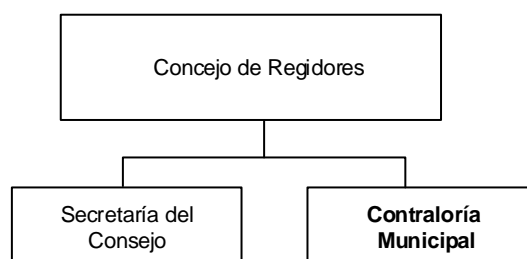 Concejo de Regidores
Secretaría del
Consejo
Contraloría
Municipal